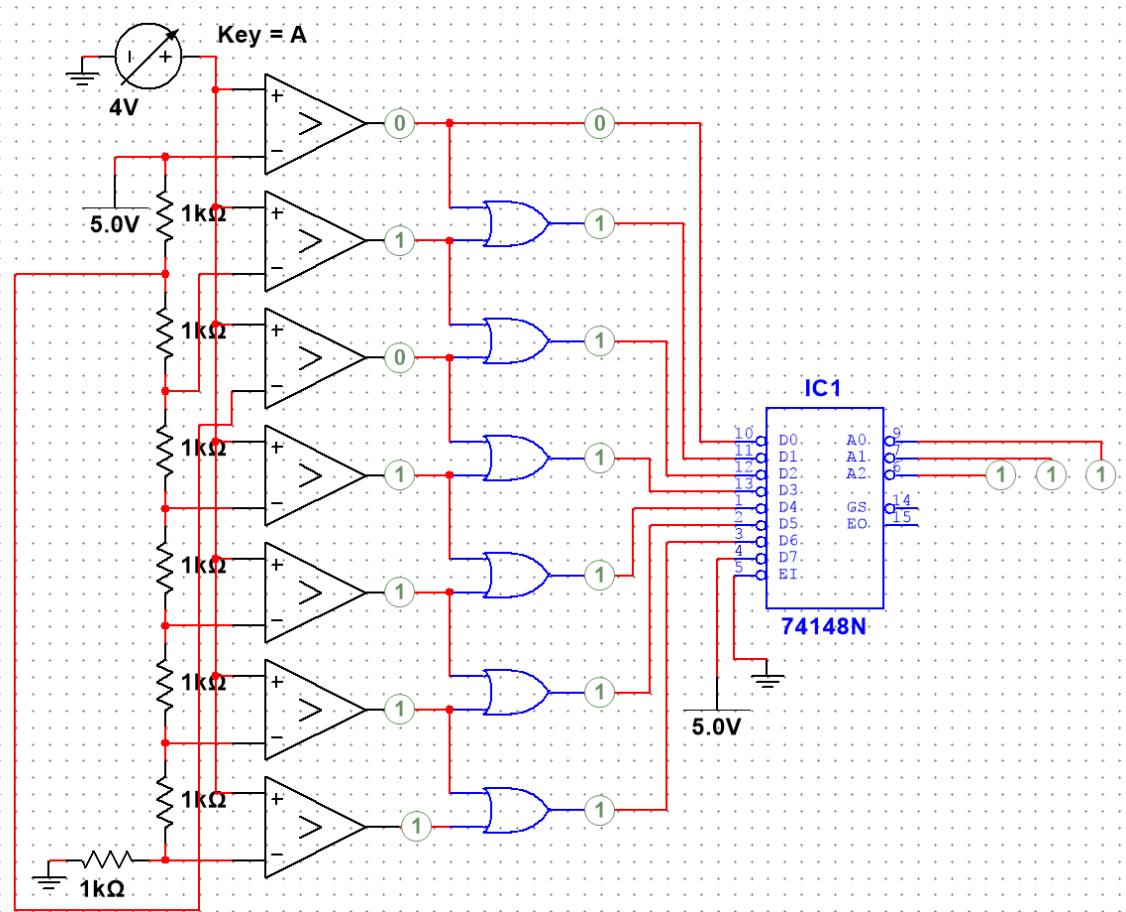 Key = A
4V
+
−
0
0
5.0V
1kΩ
+
−
1
1
1kΩ
+
−
0
1
1kΩ
+
−
1
1
1kΩ
+
−
1
1
1kΩ
+
−
1
1
1kΩ
+
−
1
1
1kΩ
IC1
10 D0 A0 9
11 D1 A1 7
12 D2 A2 6
13 D3
1 D4 GS 14
2 D5 EO 15
3 D6
4 D7
5 EI
74148N
1 1 1
5.0V